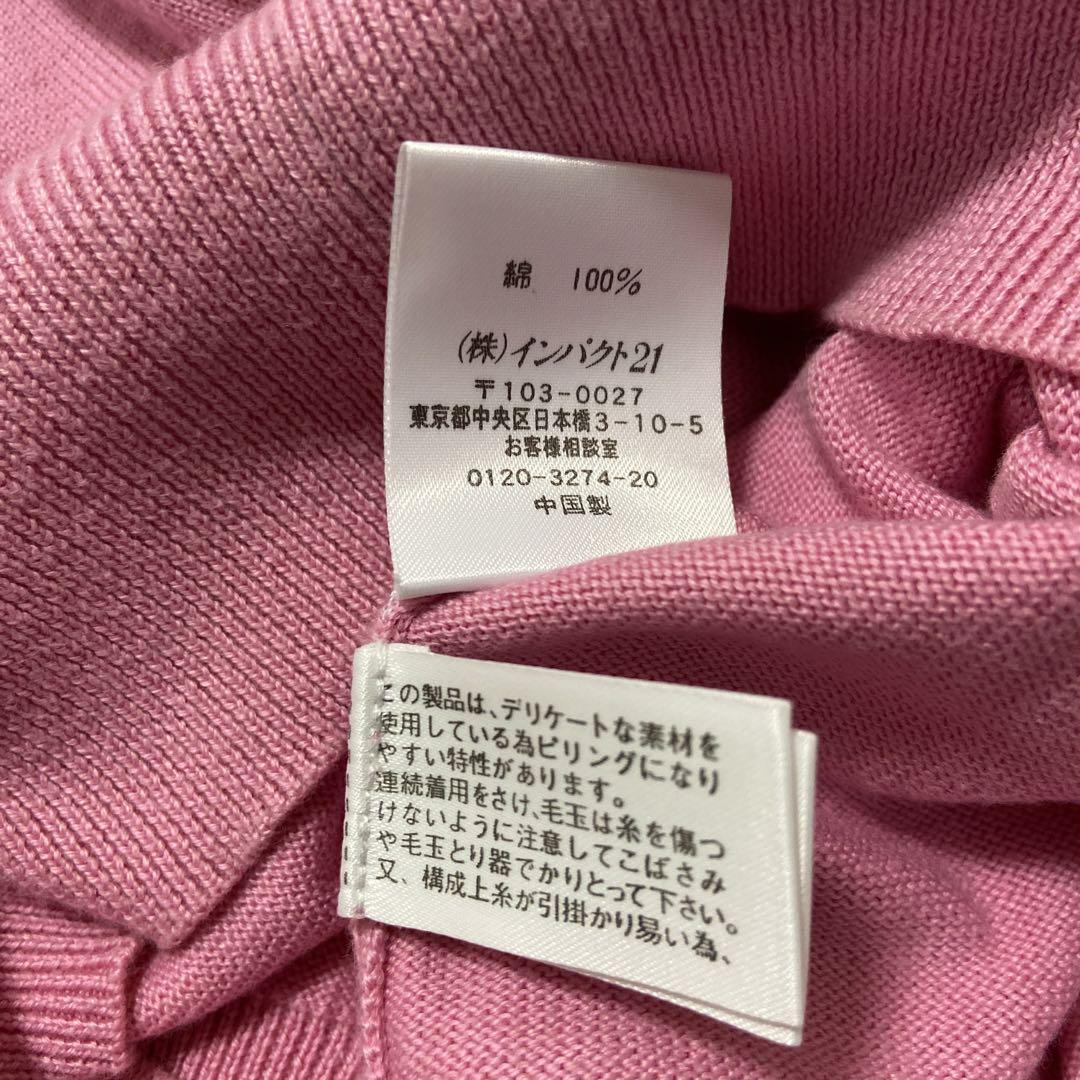 綿 100%
(株)インパクト21
〒103-0027
東京都中央区日本橋3-10-5
お客様相談室
0120-3274-20
中国製
この製品は、デリケートな素材を
使用している為ピリングになり
やすい特性があります。
連続着用をさけ、毛玉は糸を傷つ
けないように注意してこばさみ
や毛玉とり器でかりとって下さい。
又、構成上糸が引掛かり易い為、